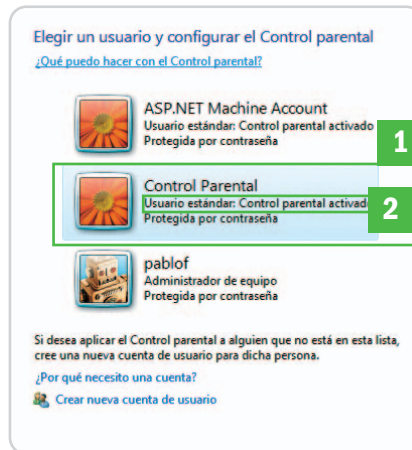 Elegir un usuario y configurar el Control parental
¿Qué puedo hacer con el Control parental?
ASP.NET Machine Account
Usuario estándar: Control parental activado
Protegida por contraseña
1
Control Parental
Usuario estándar: Control parental activad
2
Protegida por contraseña
pablof
Administrador de equipo
Protegida por contraseña
Si desea aplicar el Control parental a alguien que no está en esta lista,
cree una nueva cuenta de usuario para dicha persona.
¿Por qué necesito una cuenta?
Crear nueva cuenta de usuario